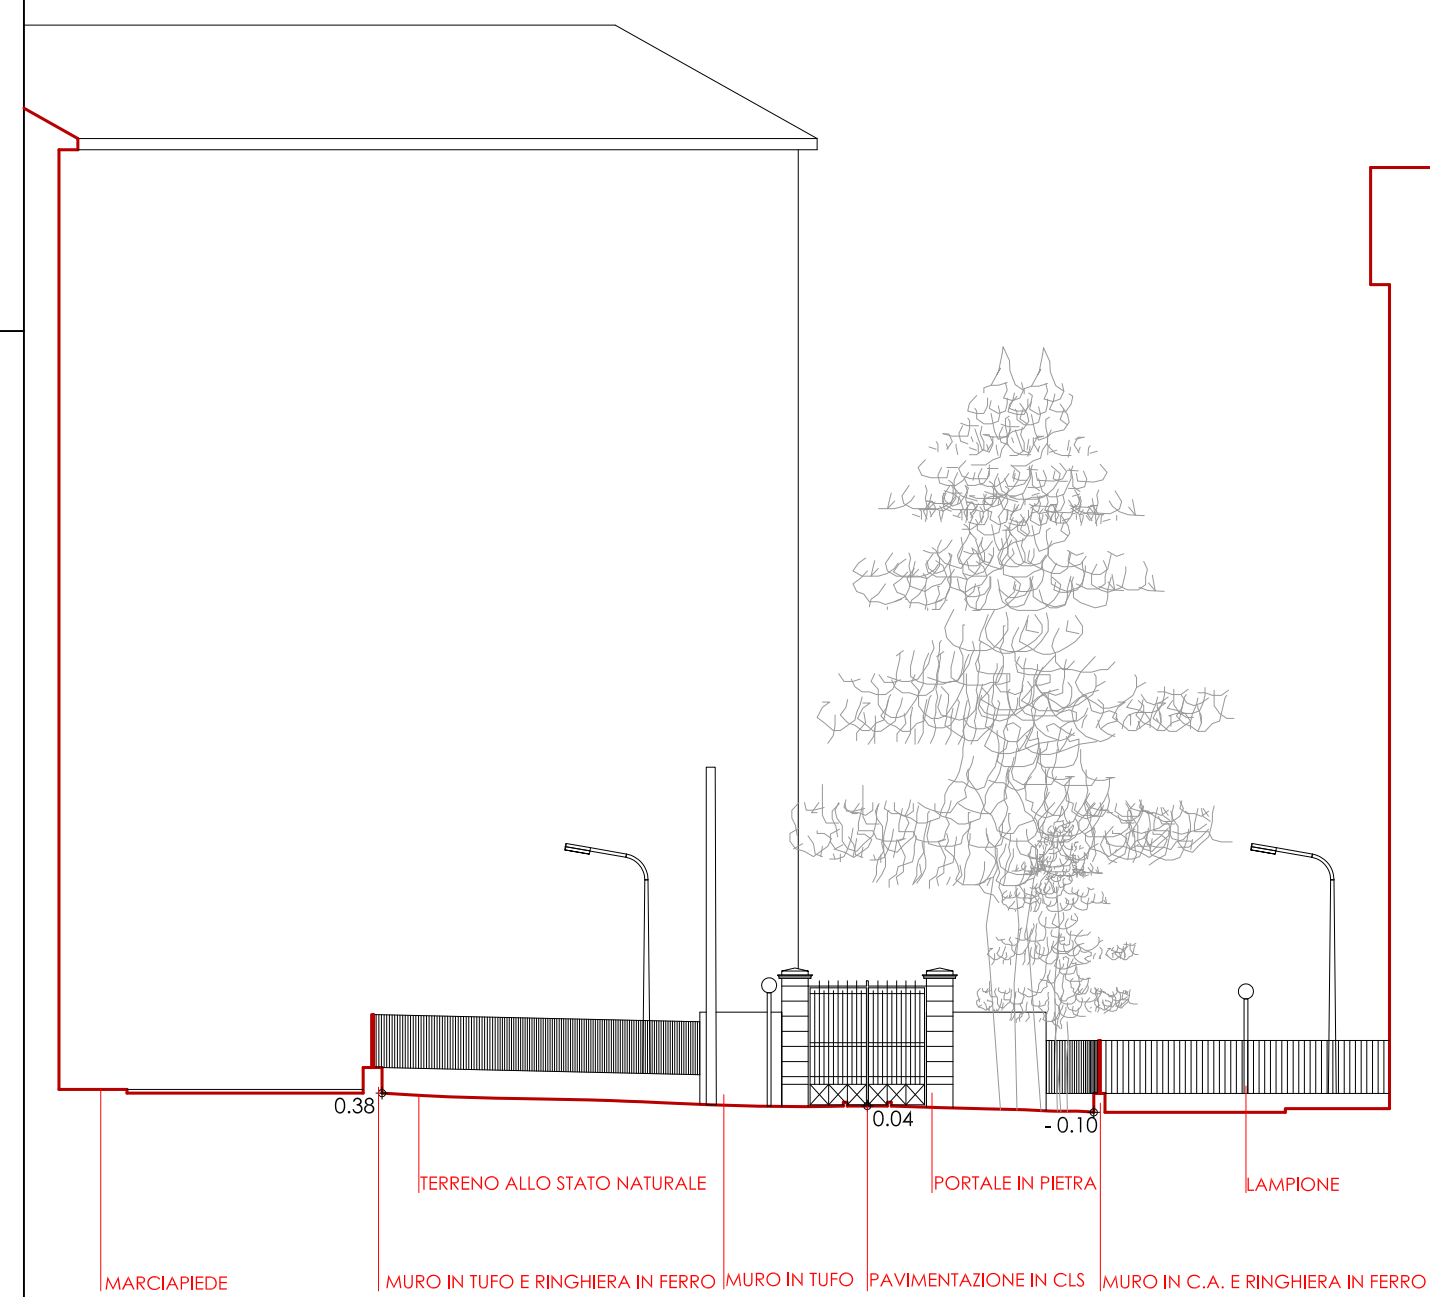 0.38
0.04
- 0.10
TERRENO ALLO STATO NATURALE
PORTALE IN PIETRA
LAMPIONE
MARCIAPIEDE
MURO IN TUFO E RINGHIERA IN FERRO
MURO IN TUFO
PAVIMENTAZIONE IN CLS
MURO IN C.A. E RINGHIERA IN FERRO